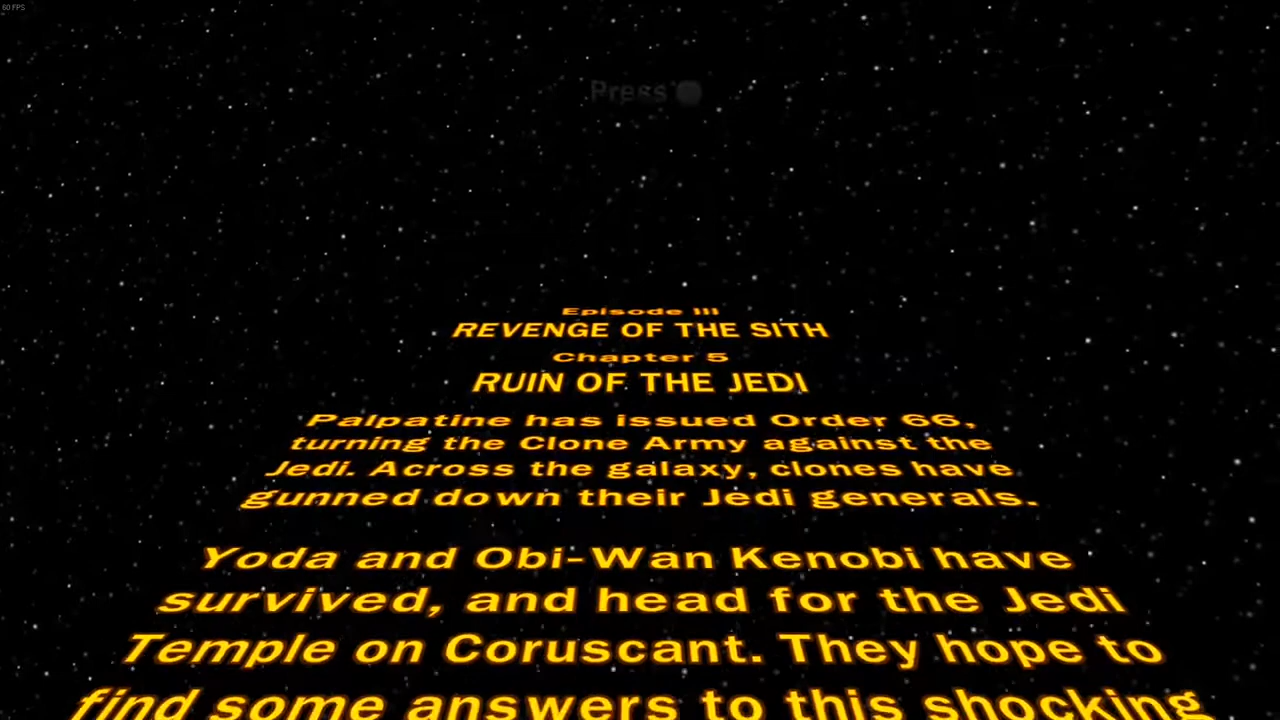 60 FPS
Press
Episode III
REVENGE OF THE SITH
Chapter 5
RUIN OF THE JEDI
Palpatine has issued Order 66,
turning the Clone Army against the
Jedi. Across the galaxy, clones have
gunned down their Jedi generals.
Yoda and Obi-Wan Kenobi have
survived, and head for the Jedi
Temple on Coruscant. They hope to
find some answers to this shocking